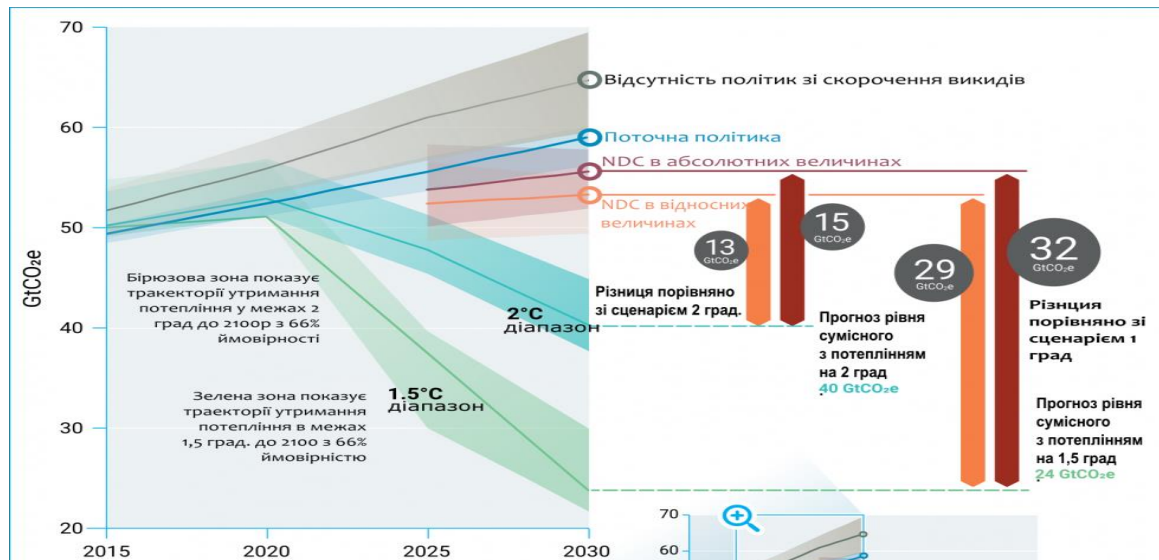 70
60
50
40
30
20
GtCO₂e
2015
2020
2025
2030
Відсутність політик зі скорочення викидів
Поточна політика
NDC в абсолютних величинах
NDC в відносних
величинах
Бірюзова зона показує
тракекторії утримання
потепління у межах 2
град до 2100р з 66%
ймовірності
2°C
діапазон
Зелена зона показує
траекторії утримання
потепління в межах
1,5 град. до 2100 з 66%
ймовірністю
1.5°C
діапазон
13
GtCO₂e
15
GtCO₂e
Різниця порівняно
зі сценарієм 2 град.
Прогноз рівня
сумісного
з потеплінням
на 2 град
40 GtCO₂e
.
29
GtCO₂e
32
GtCO₂e
Різнция
порівняно зі
сценарієм 1
град
Прогноз рівня
сумісного
з потеплінням
на 1,5 град
24 GtCO₂e
.
70
60